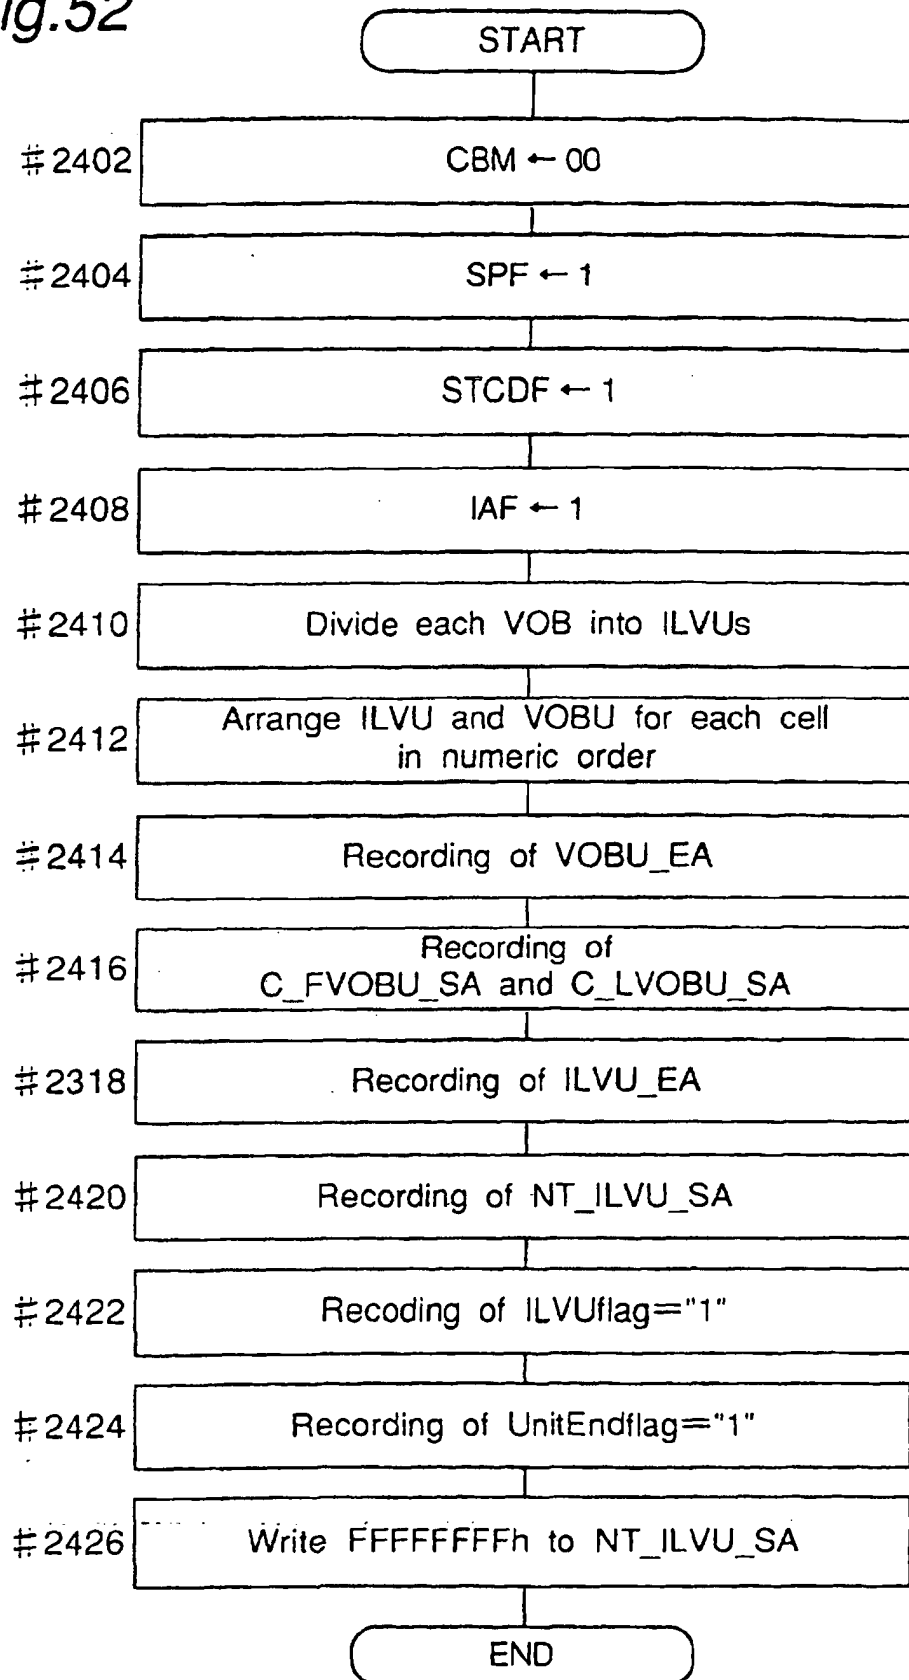 ig.52
START
#2402 CBM ← 00
#2404 SPF ← 1
#2406 STCDF ← 1
#2408 IAF ← 1
#2410 Divide each VOB into ILVUs
#2412 Arrange ILVU and VOBU for each cell
in numeric order
#2414 Recording of VOBU_EA
Recording of
#2416 C_FVOBU_SA and C_LVOBU_SA
#2318 Recording of ILVU_EA
#2420 Recording of NT_ILVU_SA
#2422 Recoding of ILVUflag="1"
#2424 Recording of UnitEndflag="1"
#2426 Write FFFFFFFFh to NT_ILVU_SA
END